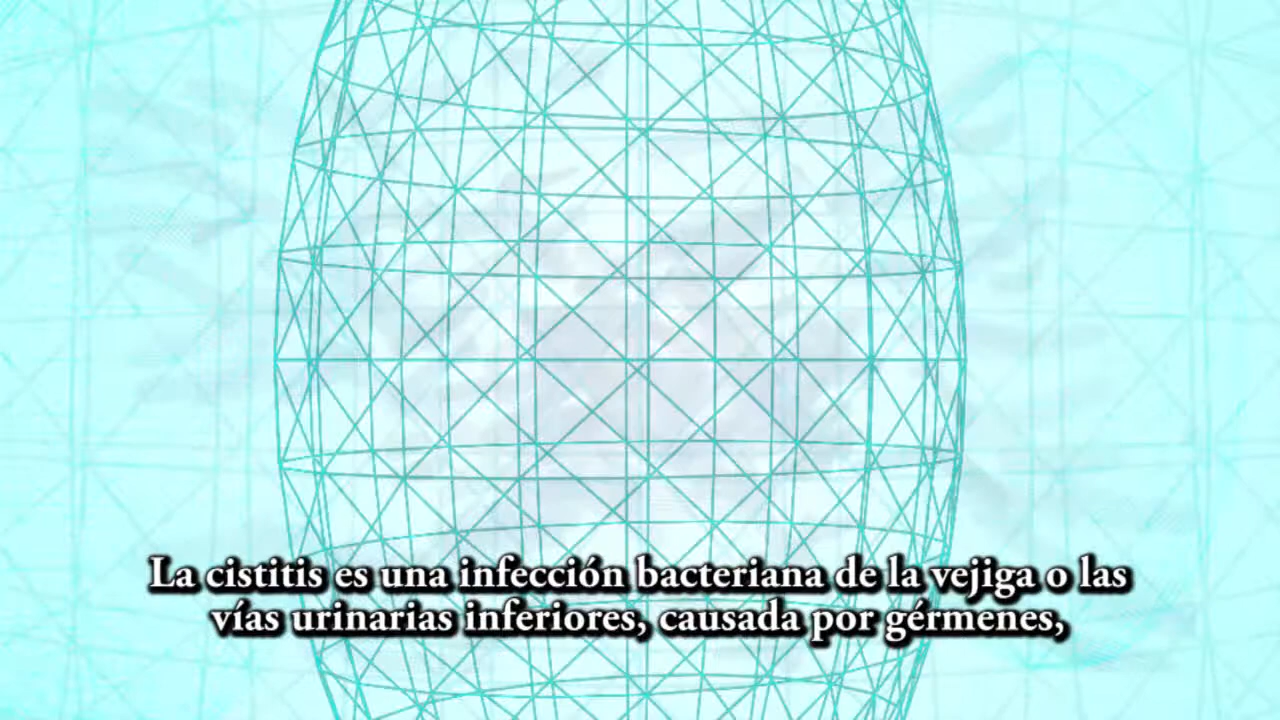 La cistitis es una infección bacteriana de la vejiga o las
vías urinarias inferiores, causada por gérmenes,